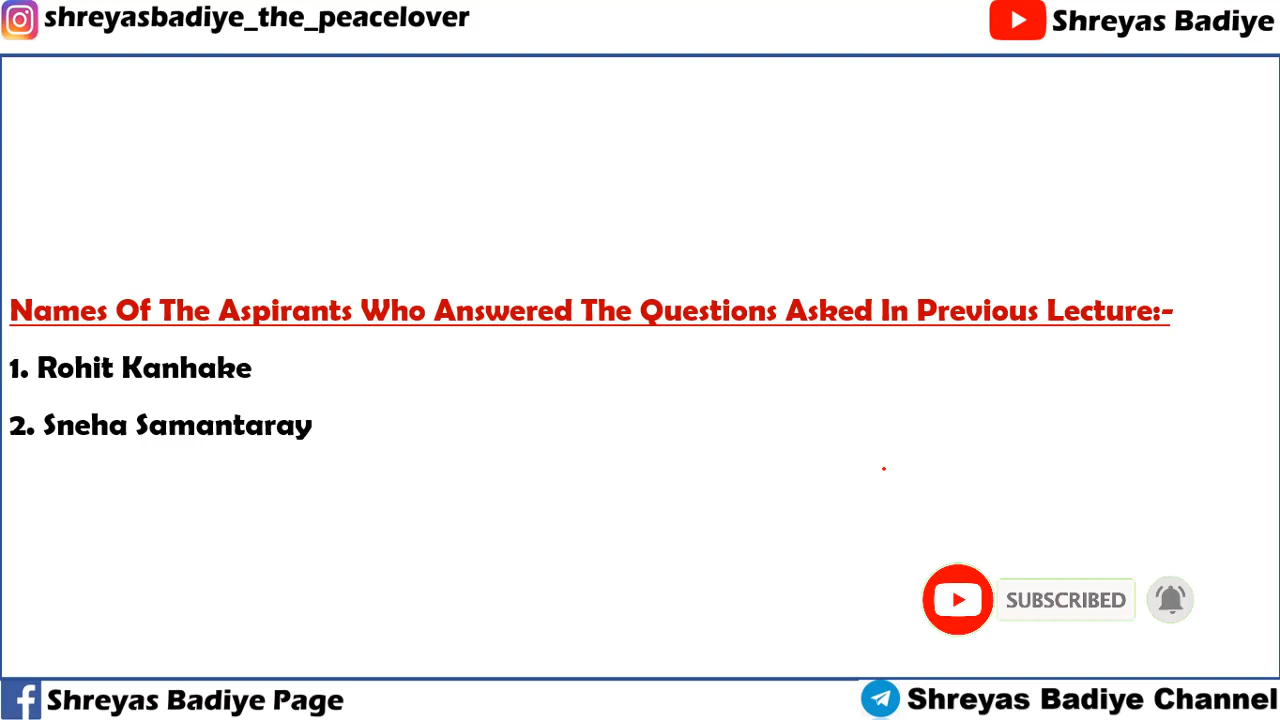 shreyasbadiye_the_peacelover
Shreyas Badiye
Names Of The Aspirants Who Answered The Questions Asked In Previous Lecture:-
1. Rohit Kanhake
2. Sneha Samantaray
SUBSCRIBED
Shreyas Badiye Page
Shreyas Badiye Channel